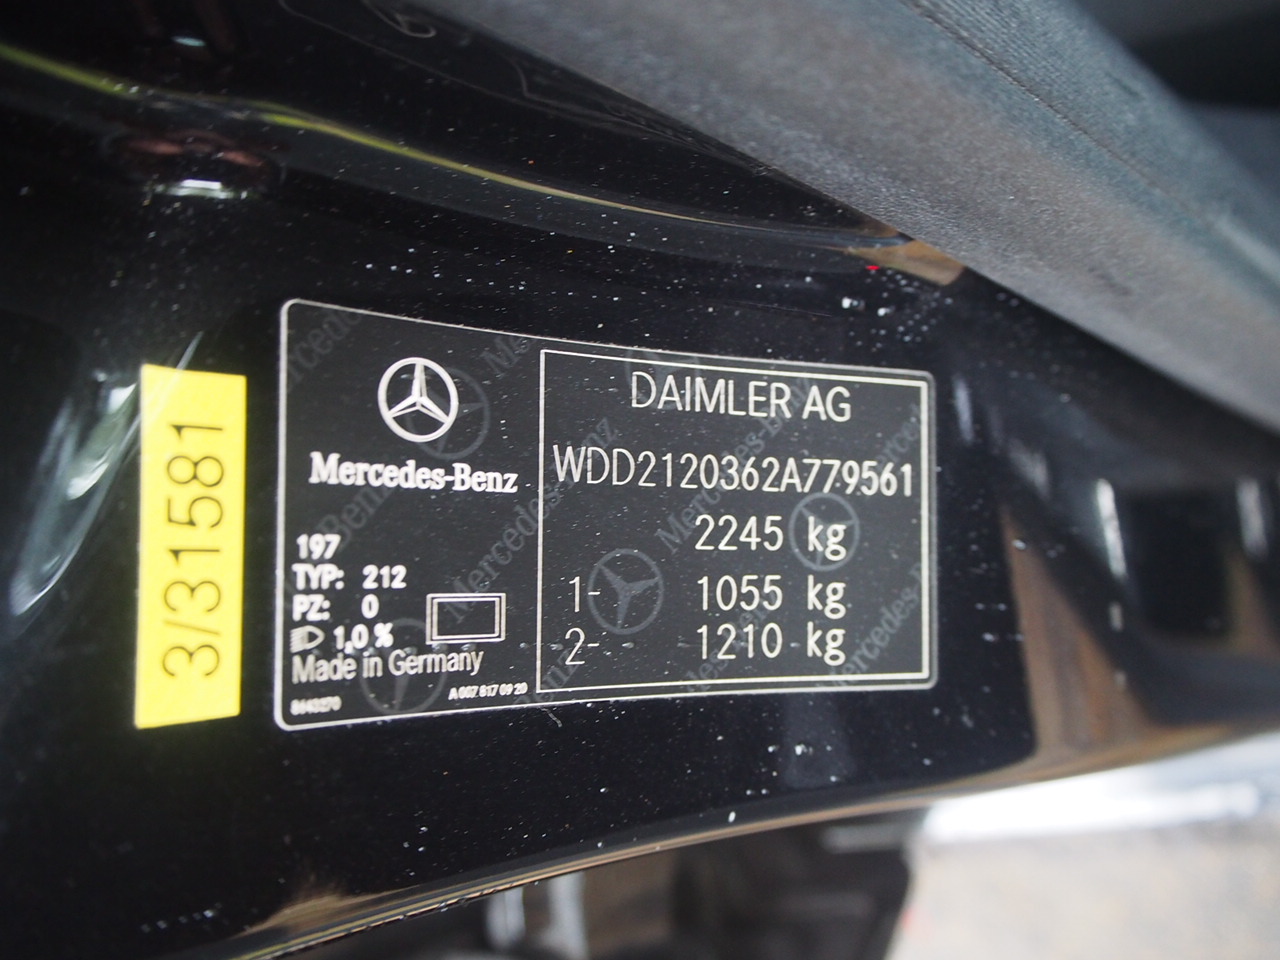 3/31581
Mercedes-Benz
197
TYP: 212
PZ: 0
1,0 %
Made in Germany
8643270
A 007 817 09 20
DAIMLER AG
WDD2120362A779561
2245 kg
1- 1055 kg
2- 1210 kg